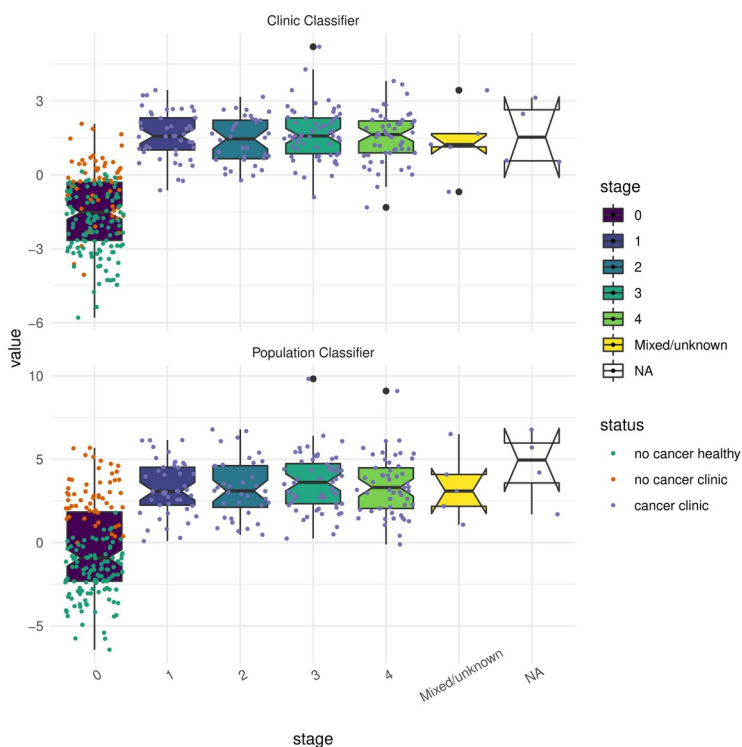 Clinic Classifier
3
0
−3
−6
value
Population Classifier
10
5
0
−5
0
1
2
3
4
Mixed/unknown
NA
stage
stage
0
1
2
3
4
Mixed/unknown
NA
status
no cancer healthy
no cancer clinic
cancer clinic